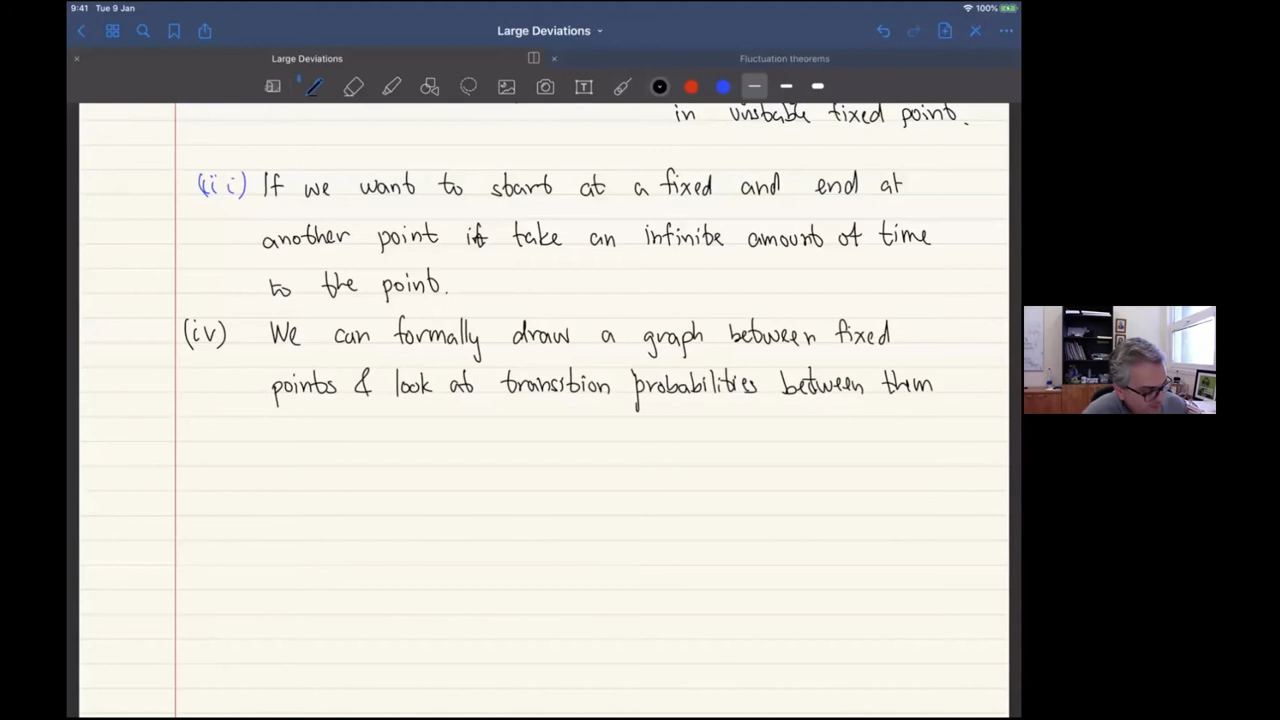 9:41 Tue 9 Jan
100%
Large Deviations
Large Deviations
Fluctuation theorems
in unstable fixed point.
(iii) If we want to start at a fixed and end at
another point it take an infinite amount of time
to the point.
(iv) We can formally draw a graph between fixed
points & look at transition probabilities between them